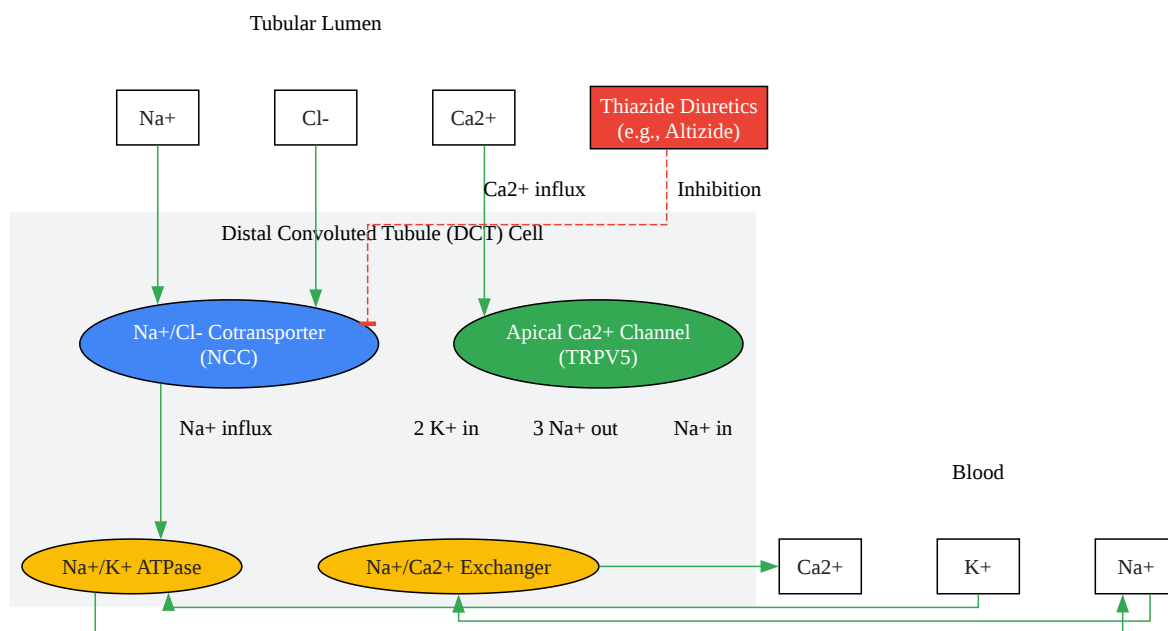 Tubular Lumen
Na+
Cl-
Ca2+
Thiazide Diuretics
(e.g., Altizide)
Ca2+ influx
Inhibition
Distal Convoluted Tubule (DCT) Cell
Na+/Cl- Cotransporter
(NCC)
Apical Ca2+ Channel
(TRPV5)
Na+ influx
2 K+ in
3 Na+ out
Na+ in
Blood
Na+/K+ ATPase
Na+/Ca2+ Exchanger
Ca2+
K+
Na+